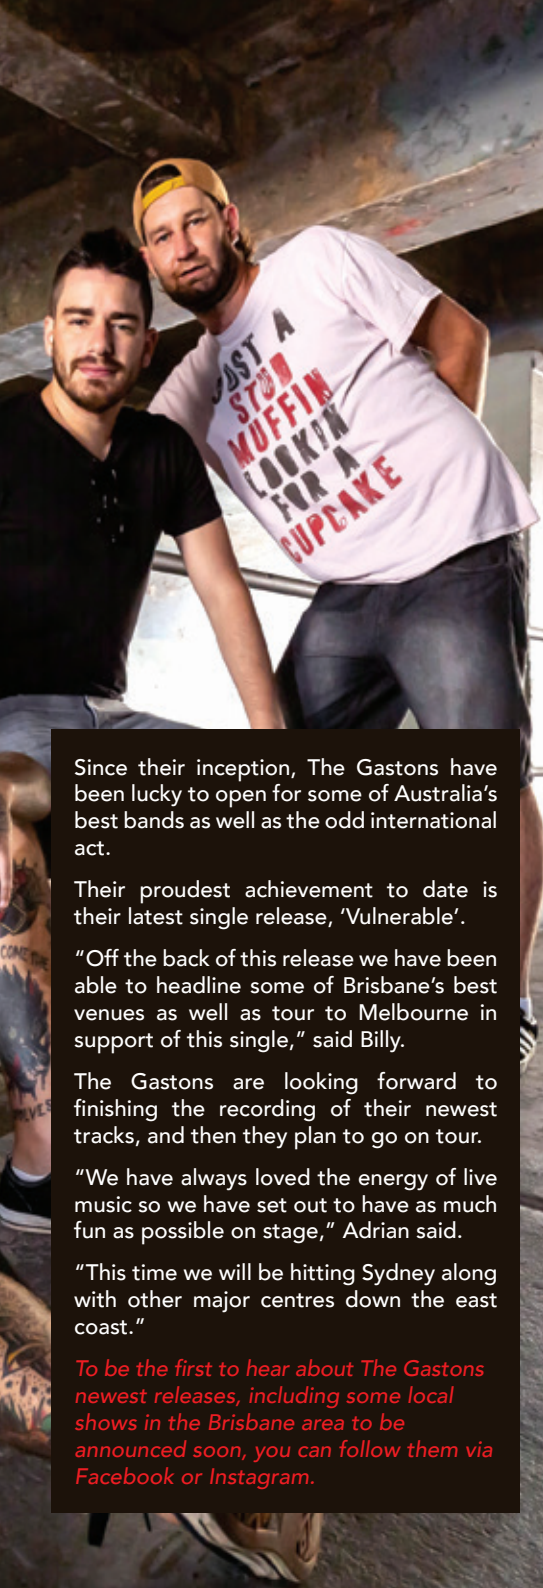 JUST A
STUD
MUFFIN
LOOKIN
FOR A
CUPCAKE
Since their inception, The Gastons have
been lucky to open for some of Australia’s
best bands as well as the odd international
act.
Their proudest achievement to date is
their latest single release, ‘Vulnerable’.
“Off the back of this release we have been
able to headline some of Brisbane’s best
venues as well as tour to Melbourne in
support of this single,” said Billy.
The Gastons are looking forward to
finishing the recording of their newest
tracks, and then they plan to go on tour.
“We have always loved the energy of live
music so we have set out to have as much
fun as possible on stage,” Adrian said.
“This time we will be hitting Sydney along
with other major centres down the east
coast.”
To be the first to hear about The Gastons
newest releases, including some local
shows in the Brisbane area to be
announced soon, you can follow them via
Facebook or Instagram.